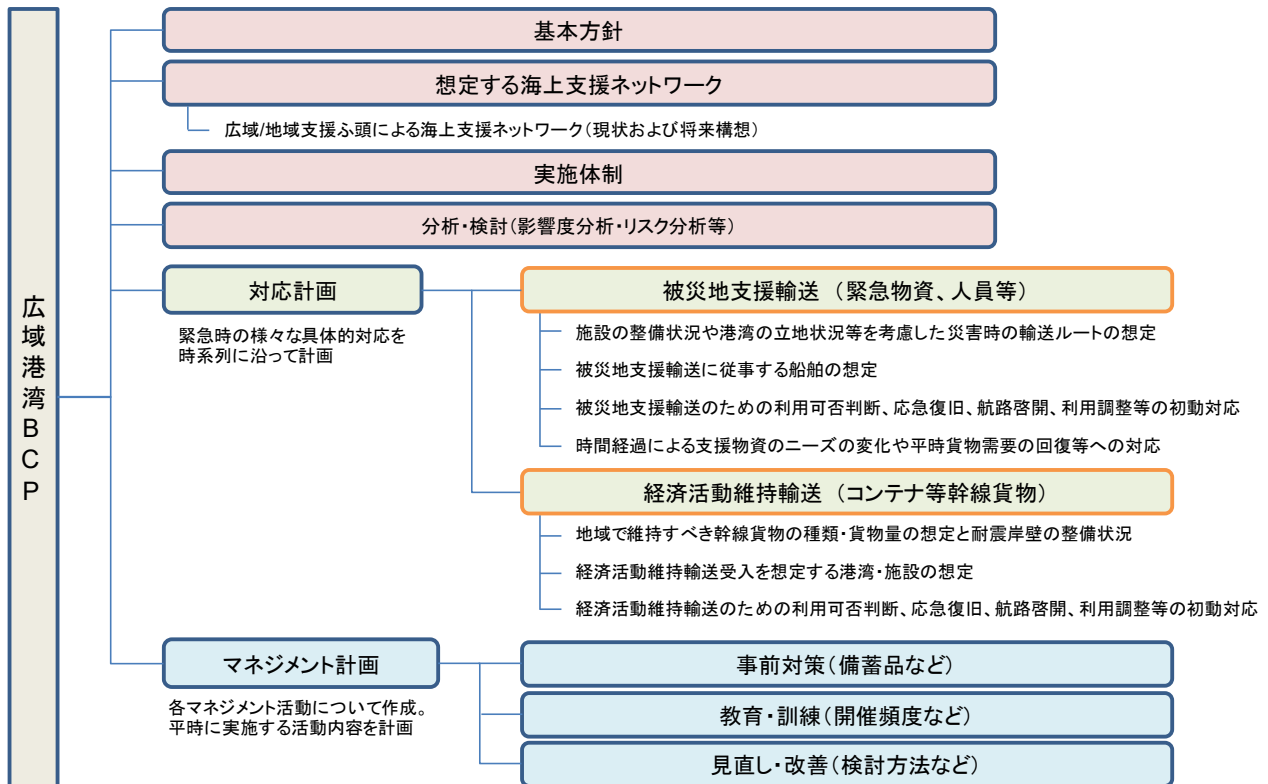 広域港湾BCP
基本方針
想定する海上支援ネットワーク
広域/地域支援ふ頭による海上支援ネットワーク(現状および将来構想)
実施体制
分析・検討(影響度分析・リスク分析等)
対応計画
緊急時の様々な具体的対応を
時系列に沿って計画
被災地支援輸送 (緊急物資、人員等)
施設の整備状況や港湾の立地状況等を考慮した災害時の輸送ルートの想定
被災地支援輸送に従事する船舶の想定
被災地支援輸送のための利用可否判断、応急復旧、航路啓開、利用調整等の初動対応
時間経過による支援物資のニーズの変化や平時貨物需要の回復等への対応
経済活動維持輸送 (コンテナ等幹線貨物)
地域で維持すべき幹線貨物の種類・貨物量の想定と耐震岸壁の整備状況
経済活動維持輸送受入を想定する港湾・施設の想定
経済活動維持輸送のための利用可否判断、応急復旧、航路啓開、利用調整等の初動対応
マネジメント計画
各マネジメント活動について作成。
平時に実施する活動内容を計画
事前対策(備蓄品など)
教育・訓練(開催頻度など)
見直し・改善(検討方法など)